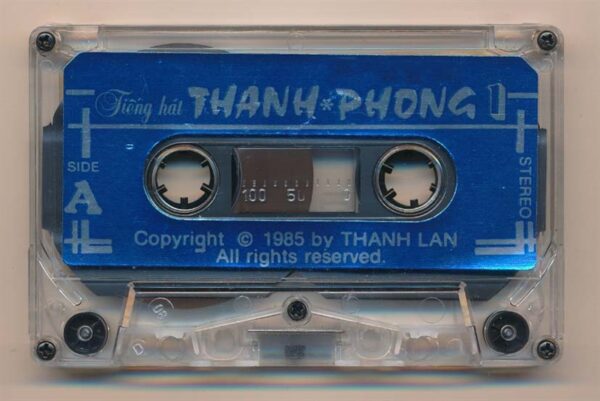 Tiếng hát THANH * PHONG 1
SIDE
A
STEREO
100 50 0
Copyright © 1985 by THANH LAN
All rights reserved.